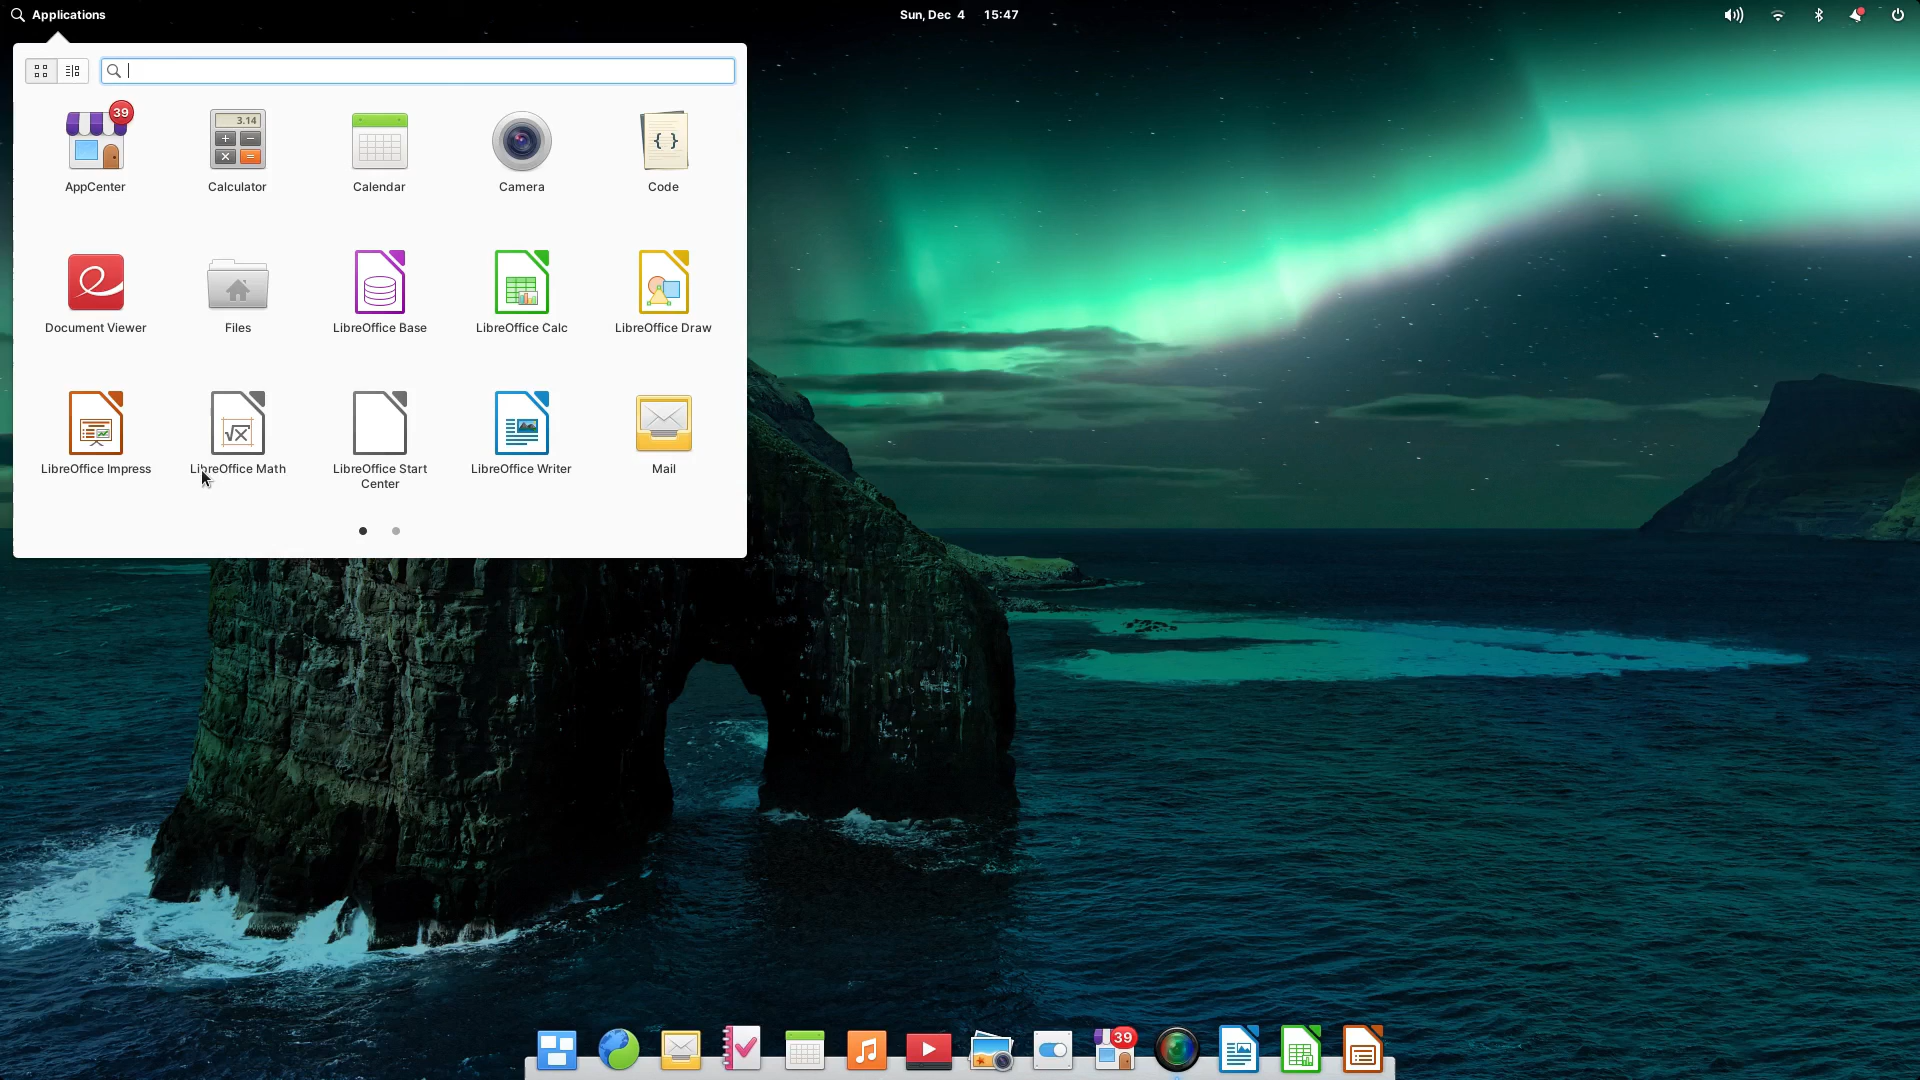 Applications
Sun, Dec 4 15:47
39
3.14
AppCenter
Calculator
Calendar
Camera
Code
Document Viewer
Files
LibreOffice Base
LibreOffice Calc
LibreOffice Draw
LibreOffice Impress
LibreOffice Math
LibreOffice Start
Center
LibreOffice Writer
Mail
39